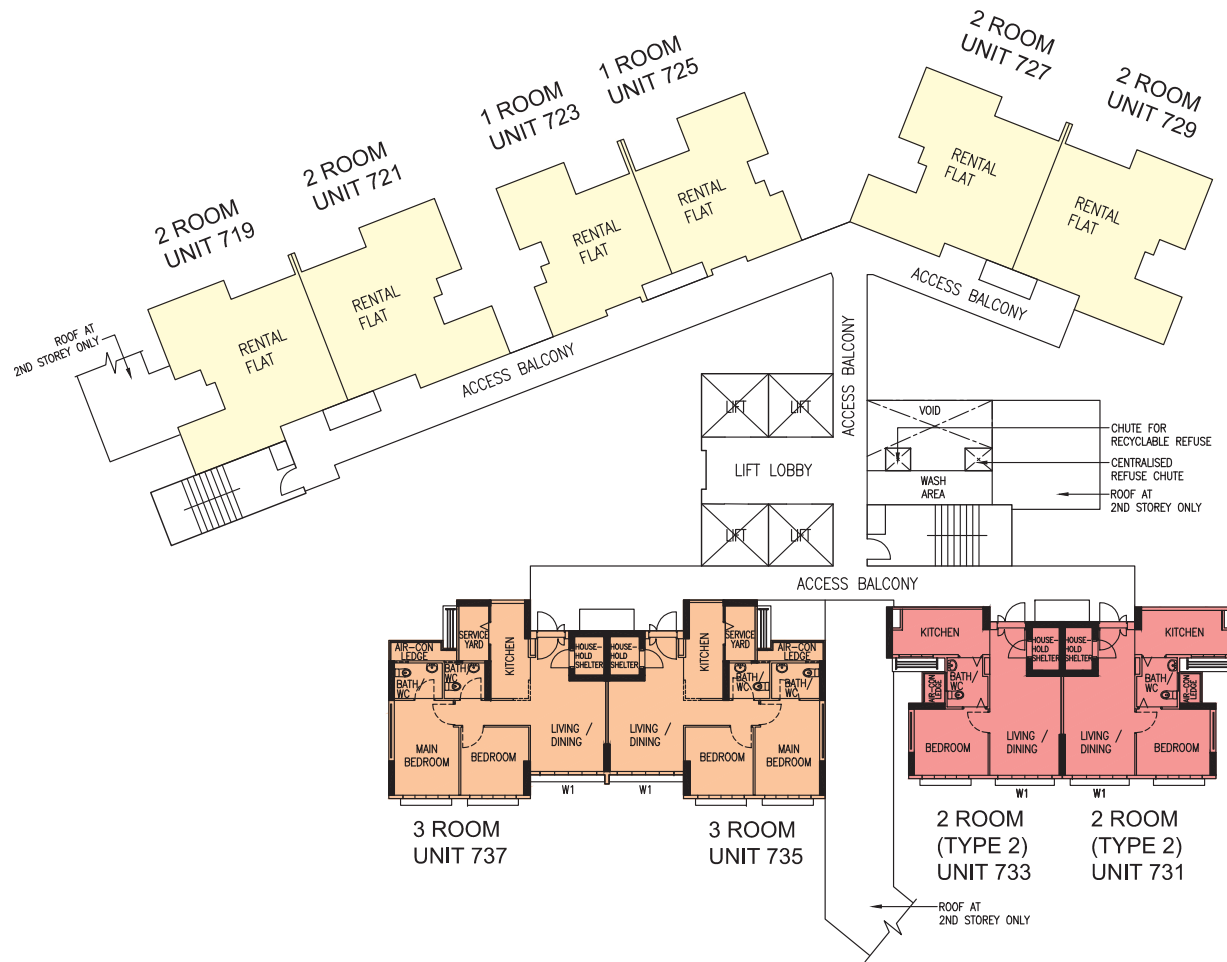 2 ROOM
UNIT 719
2 ROOM
UNIT 721
1 ROOM
UNIT 723
1 ROOM
UNIT 725
2 ROOM
UNIT 727
2 ROOM
UNIT 729
RENTAL
FLAT
RENTAL
FLAT
RENTAL
FLAT
RENTAL
FLAT
RENTAL
FLAT
RENTAL
FLAT
ROOF AT
2ND STOREY ONLY
ACCESS BALCONY
ACCESS BALCONY
ACCESS BALCONY
LIFT
LIFT
LIFT LOBBY
LIFT
LIFT
VOID
WASH
AREA
CHUTE FOR
RECYCLABLE REFUSE
CENTRALISED
REFUSE CHUTE
ROOF AT
2ND STOREY ONLY
ACCESS BALCONY
AIR-CON
LEDGE
SERVICE
YARD
KITCHEN
HOUSE-
HOLD
SHELTER
HOUSE-
HOLD
SHELTER
KITCHEN
SERVICE
YARD
AIR-CON
LEDGE
BATH/
WC
BATH/
WC
BATH/
WC
BATH/
WC
MAIN
BEDROOM
BEDROOM
LIVING /
DINING
LIVING /
DINING
BEDROOM
MAIN
BEDROOM
W1
W1
3 ROOM
UNIT 737
3 ROOM
UNIT 735
KITCHEN
HOUSE-
HOLD
SHELTER
HOUSE-
HOLD
SHELTER
KITCHEN
AIR-CON
LEDGE
BATH/
WC
BATH/
WC
AIR-CON
LEDGE
BEDROOM
LIVING /
DINING
LIVING /
DINING
BEDROOM
W1
W1
2 ROOM
(TYPE 2)
UNIT 733
2 ROOM
(TYPE 2)
UNIT 731
ROOF AT
2ND STOREY ONLY